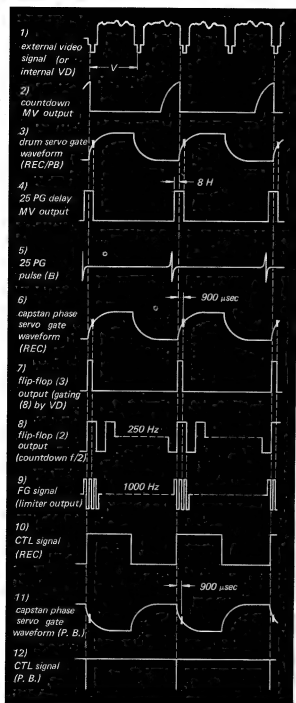 1)
external video
signal (or
internal VD)
V
2)
countdown
MV output
3)
drum servo gate
waveform
(REC/PB)
8 H
4)
25 PG delay
MV output
5)
25 PG
pulse (B)
900 μsec
6)
capstan phase
servo gate
waveform
(REC)
7)
flip-flop (3)
output (gating
(8) by VD)
8)
flip-flop (2)
output
(countdown f/2)
250 Hz
9)
FG signal
(limiter output)
1000 Hz
10)
CTL signal
(REC)
900 μsec
11)
capstan phase
servo gate
waveform (P. B.)
12)
CTL signal
(P. B.)